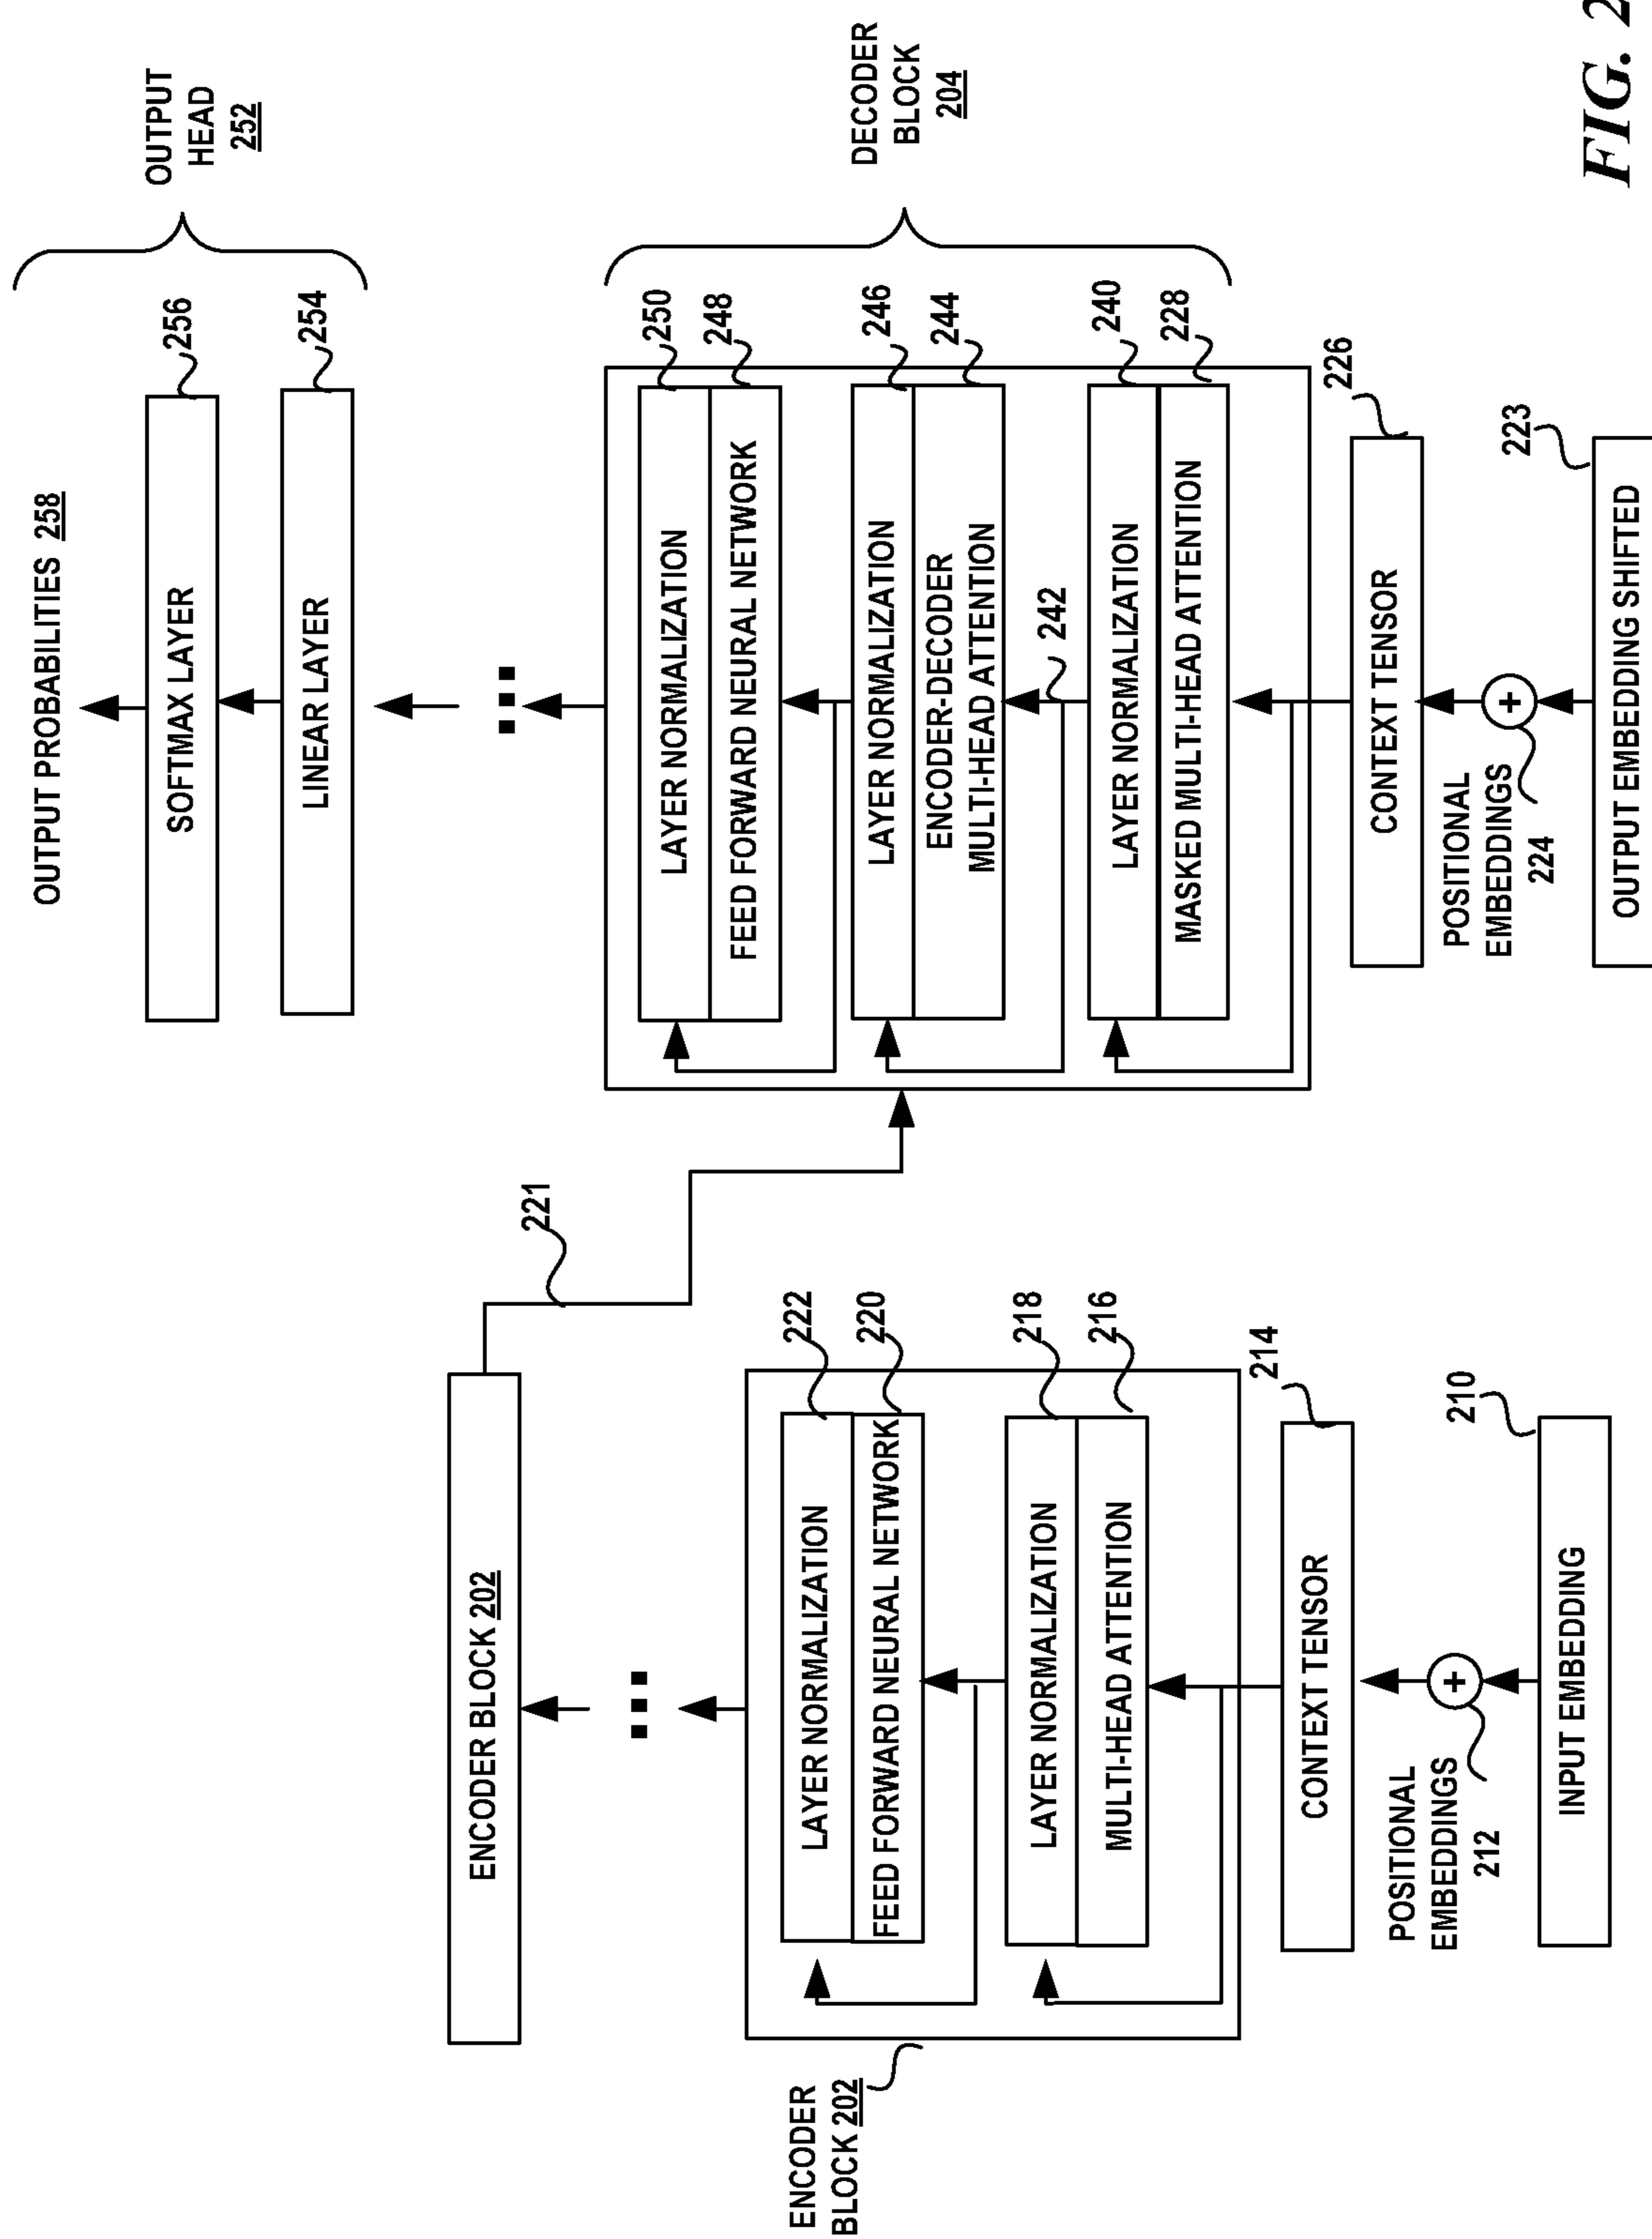 OUTPUT PROBABILITIES 258
OUTPUT
HEAD
252
256
SOFTMAX LAYER
254
LINEAR LAYER
ENCODER BLOCK 202
221
250
LAYER NORMALIZATION
248
FEED FORWARD NEURAL NETWORK
246
LAYER NORMALIZATION
244
ENCODER-DECODER
MULTI-HEAD ATTENTION
242
240
LAYER NORMALIZATION
228
MASKED MULTI-HEAD ATTENTION
DECODER
BLOCK
204
ENCODER
BLOCK 202
222
LAYER NORMALIZATION
220
FEED FORWARD NEURAL NETWORK
218
LAYER NORMALIZATION
216
MULTI-HEAD ATTENTION
214
CONTEXT TENSOR
226
CONTEXT TENSOR
POSITIONAL
EMBEDDINGS
212
+
POSITIONAL
EMBEDDINGS
224
+
210
INPUT EMBEDDING
223
OUTPUT EMBEDDING SHIFTED
FIG. 2